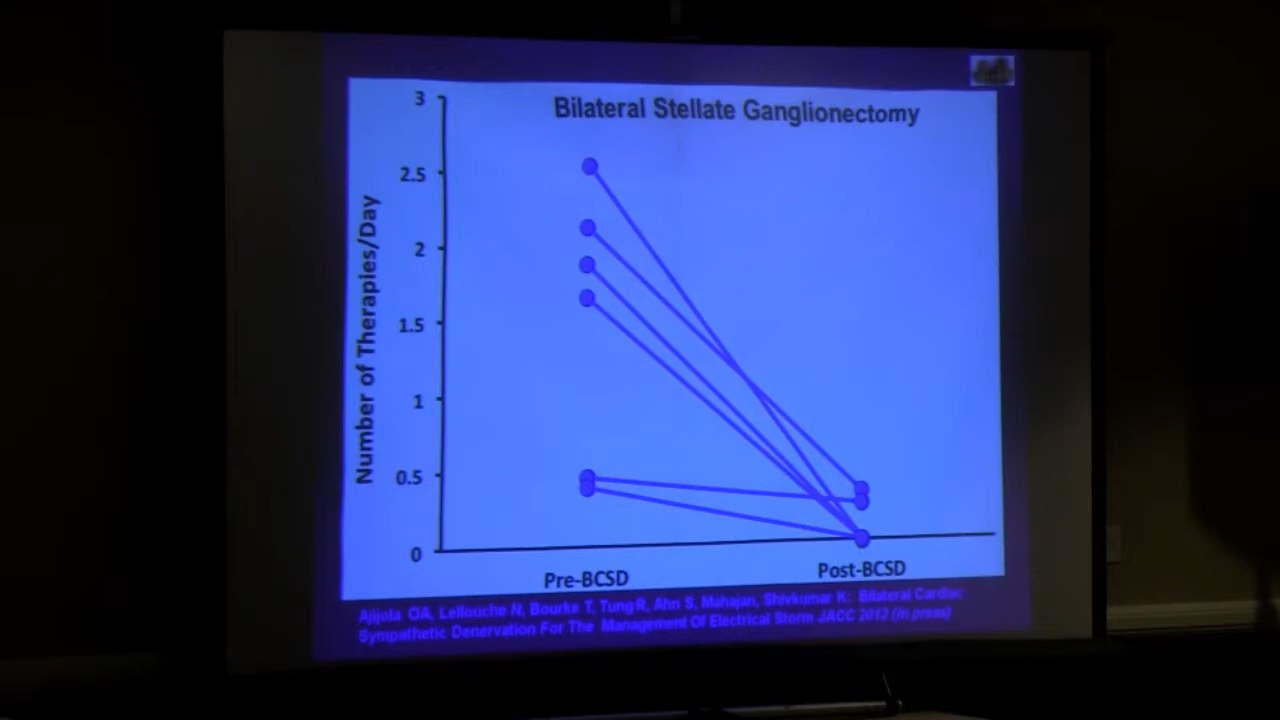 Bilateral Stellate Ganglionectomy
Number of Therapies/Day
3
2.5
2
1.5
1
0.5
0
Pre-BCSD
Post-BCSD
Ajijola OA, Lellouche N, Bourke T, Tung R, Ahn S, Mahajan, Shivkumar K: Bilateral Cardiac
Sympathetic Denervation For The Management Of Electrical Storm JACC 2012 (in press)